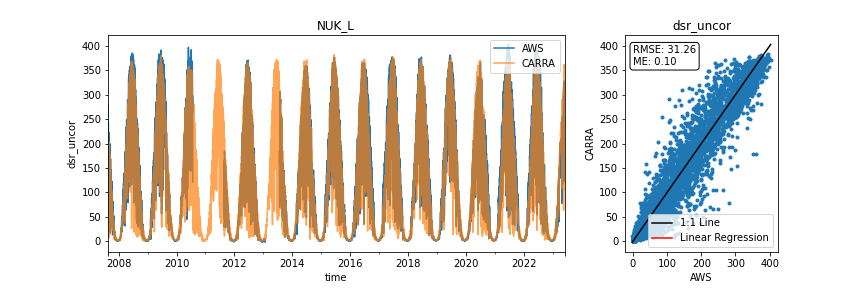 NUK_L
dsr_uncor
400
350
300
250
200
150
100
50
0
dsr_uncor
AWS
CARRA
2008
2010
2012
2014
2016
2018
2020
2022
time
dsr_uncor
400
350
300
250
200
150
100
50
0
CARRA
RMSE: 31.26
ME: 0.10
1:1 Line
Linear Regression
0
100
200
300
400
AWS